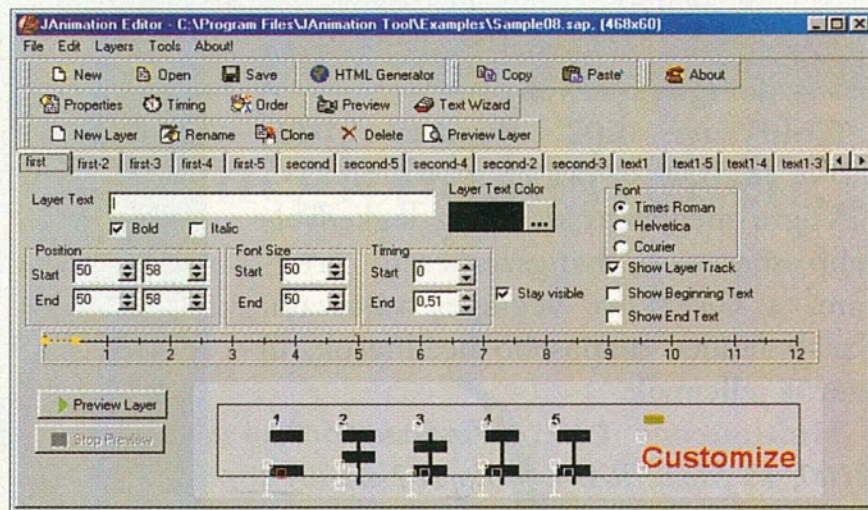 JAnimation Editor - C:\Program Files\JAnimation Tool\Examples\Sample08.sap, (468x60)
File Edit Layers Tools About!
New Open Save HTML Generator Copy Paste About
Properties Timing Order Preview Text Wizard
New Layer Rename Clone Delete Preview Layer
first first-2 first-3 first-4 first-5 second second-5 second-4 second-2 second-3 text1 text1-5 text1-4 text1-3
Layer Text
Bold Italic
Layer Text Color
...
Font
Times Roman
Helvetica
Courier
Position
Start 50 58
End 50 58
Font Size
Start 50
End 50
Timing
Start 0
End 0,51
Stay visible
Show Layer Track
Show Beginning Text
Show End Text
1 2 3 4 5 6 7 8 9 10 11 12
Preview Layer
Stop Preview
1 2 3 4 5
Customize